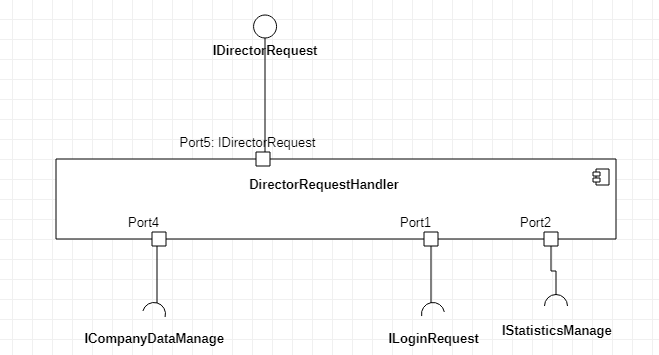 IDirectorRequest
Port5: IDirectorRequest
DirectorRequestHandler
Port4
Port1
Port2
ICompanyDataManage
ILoginRequest
IStatisticsManage